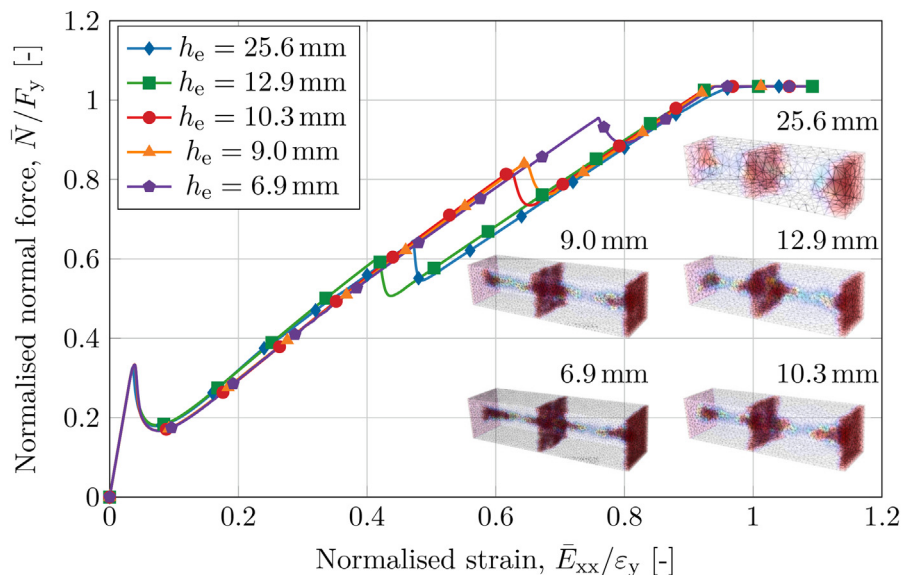 Normalised normal force, N̄/F_y [-]
1.2
1
0.8
0.6
0.4
0.2
0
h_e = 25.6 mm
h_e = 12.9 mm
h_e = 10.3 mm
h_e = 9.0 mm
h_e = 6.9 mm
25.6 mm
9.0 mm
12.9 mm
6.9 mm
10.3 mm
0
0.2
0.4
0.6
0.8
1
1.2
Normalised strain, Ē_xx/ε_y [-]